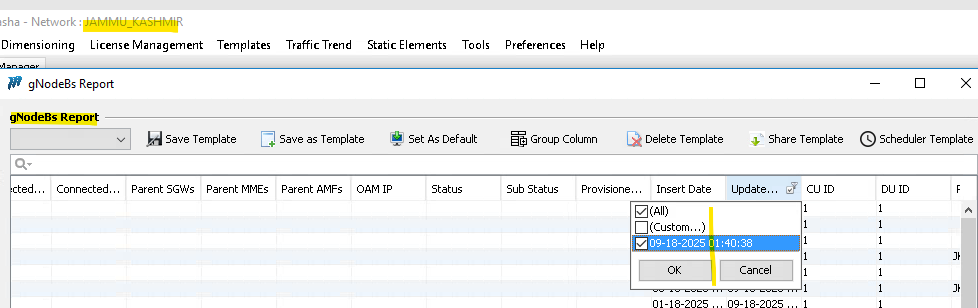 asha - Network : JAMMU_KASHMIR
Dimensioning License Management Templates Traffic Trend Static Elements Tools Preferences Help
Manager
gNodeBs Report
gNodeBs Report
Save Template Save as Template Set As Default Group Column Delete Template Share Template Scheduler Template
ected... Connected... Parent SGWs Parent MMEs Parent AMFs OAM IP Status Sub Status Provisione... Insert Date Update... CU ID DU ID
(All) 1 1
(Custom...) 1 1
09-18-2025 01:40:38 1 1
1 1
OK Cancel 1 1
1 1
01-18-2025 ... 09-18-2025 ... 1 1